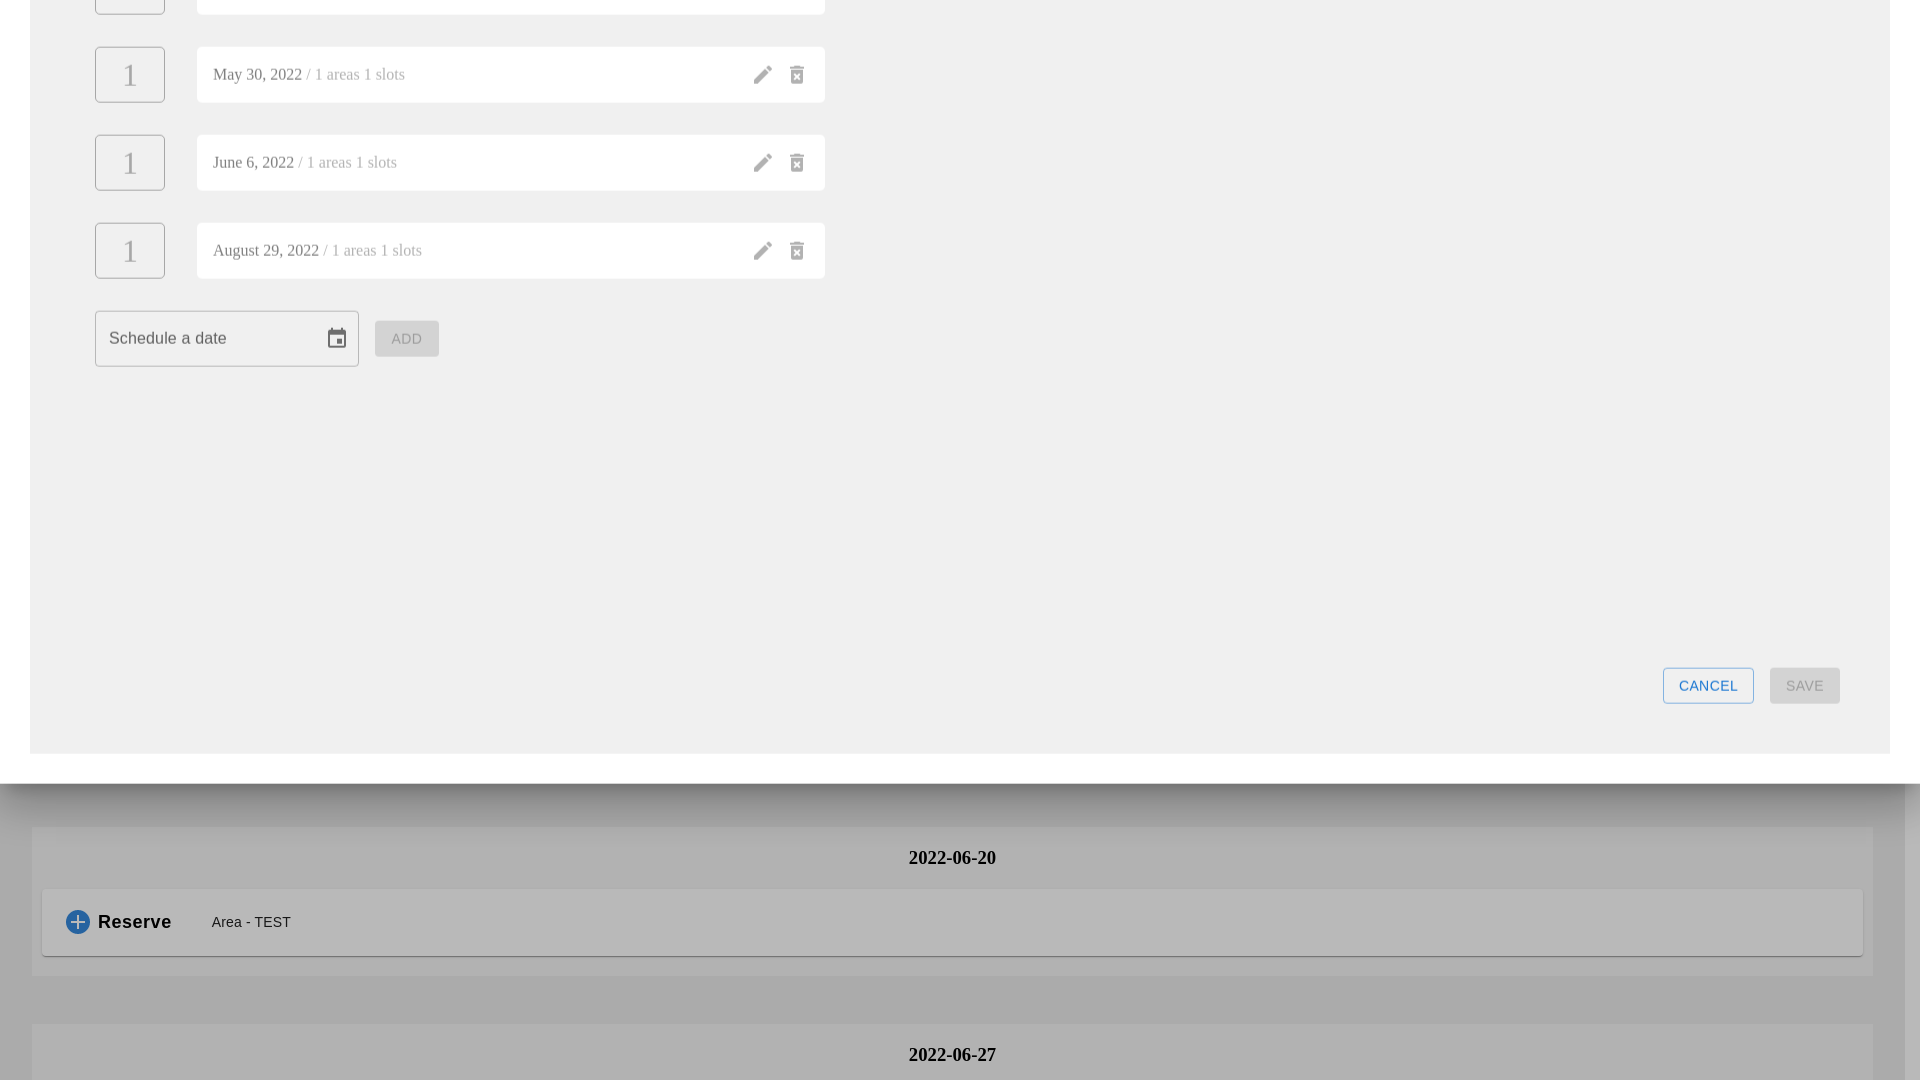 1
May 30, 2022 / 1 areas 1 slots
1
June 6, 2022 / 1 areas 1 slots
1
August 29, 2022 / 1 areas 1 slots
Schedule a date
ADD
CANCEL
SAVE
2022-06-20
Reserve
Area - TEST
2022-06-27